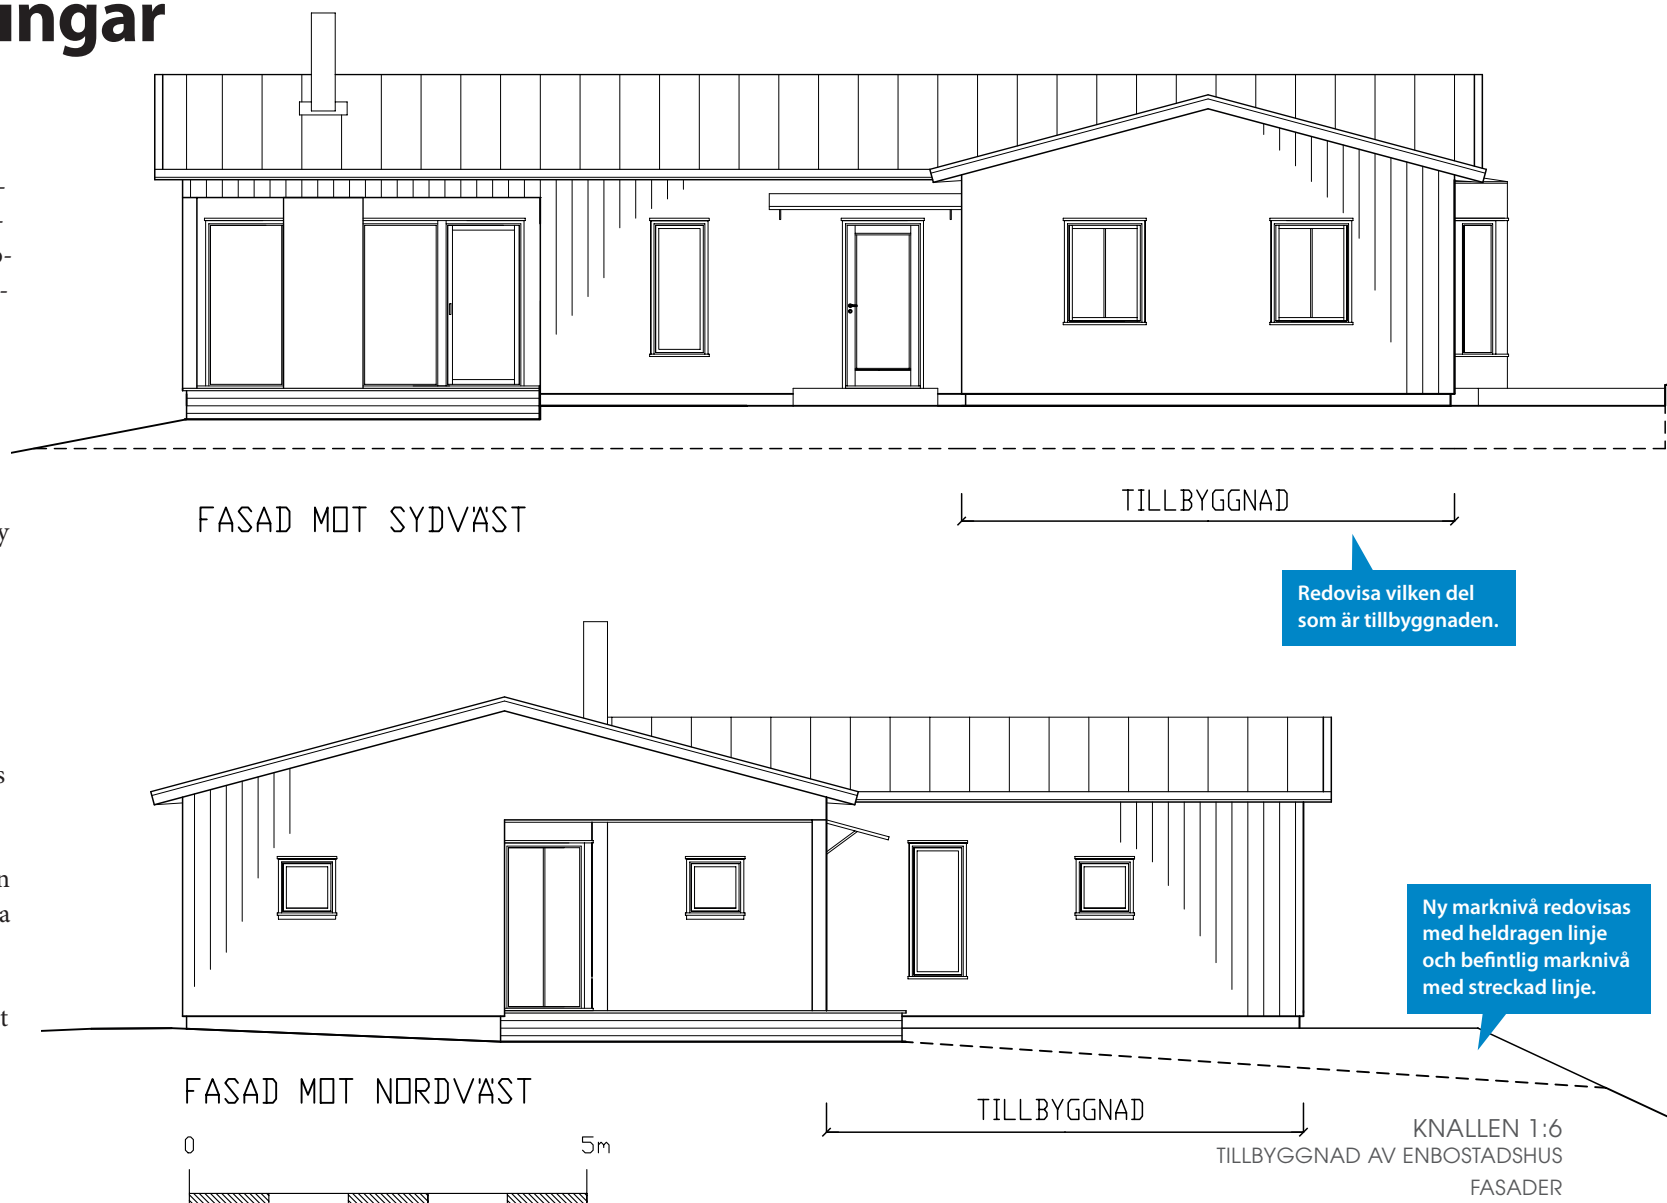 ingar
FASAD MOT SYDVÄST
TILLBYGGNAD
Redovisa vilken del
som är tillbyggnaden.
Ny marknivå redovisas
med heldragen linje
och befintlig marknivå
med streckad linje.
FASAD MOT NORDVÄST
TILLBYGGNAD
0 5m
KNALLEN 1:6
TILLBYGGNAD AV ENBOSTADSHUS
FASADER